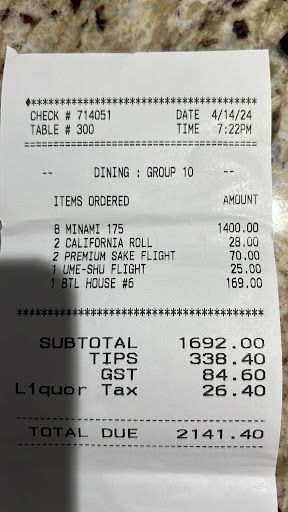 ♦*************************************
CHECK # 714051 DATE 4/14/24
TABLE # 300 TIME 7:22PM
======================================
-- DINING : GROUP 10 --
ITEMS ORDERED AMOUNT
8 MINAMI 175 1400.00
2 CALIFORNIA ROLL 28.00
2 PREMIUM SAKE FLIGHT 70.00
1 UME-SHU FLIGHT 25.00
1 BTL HOUSE #6 169.00
**************************************
SUBTOTAL 1692.00
TIPS 338.40
GST 84.60
L1quor Tax 26.40
--------------------------------------
TOTAL DUE 2141.40
--------------------------------------